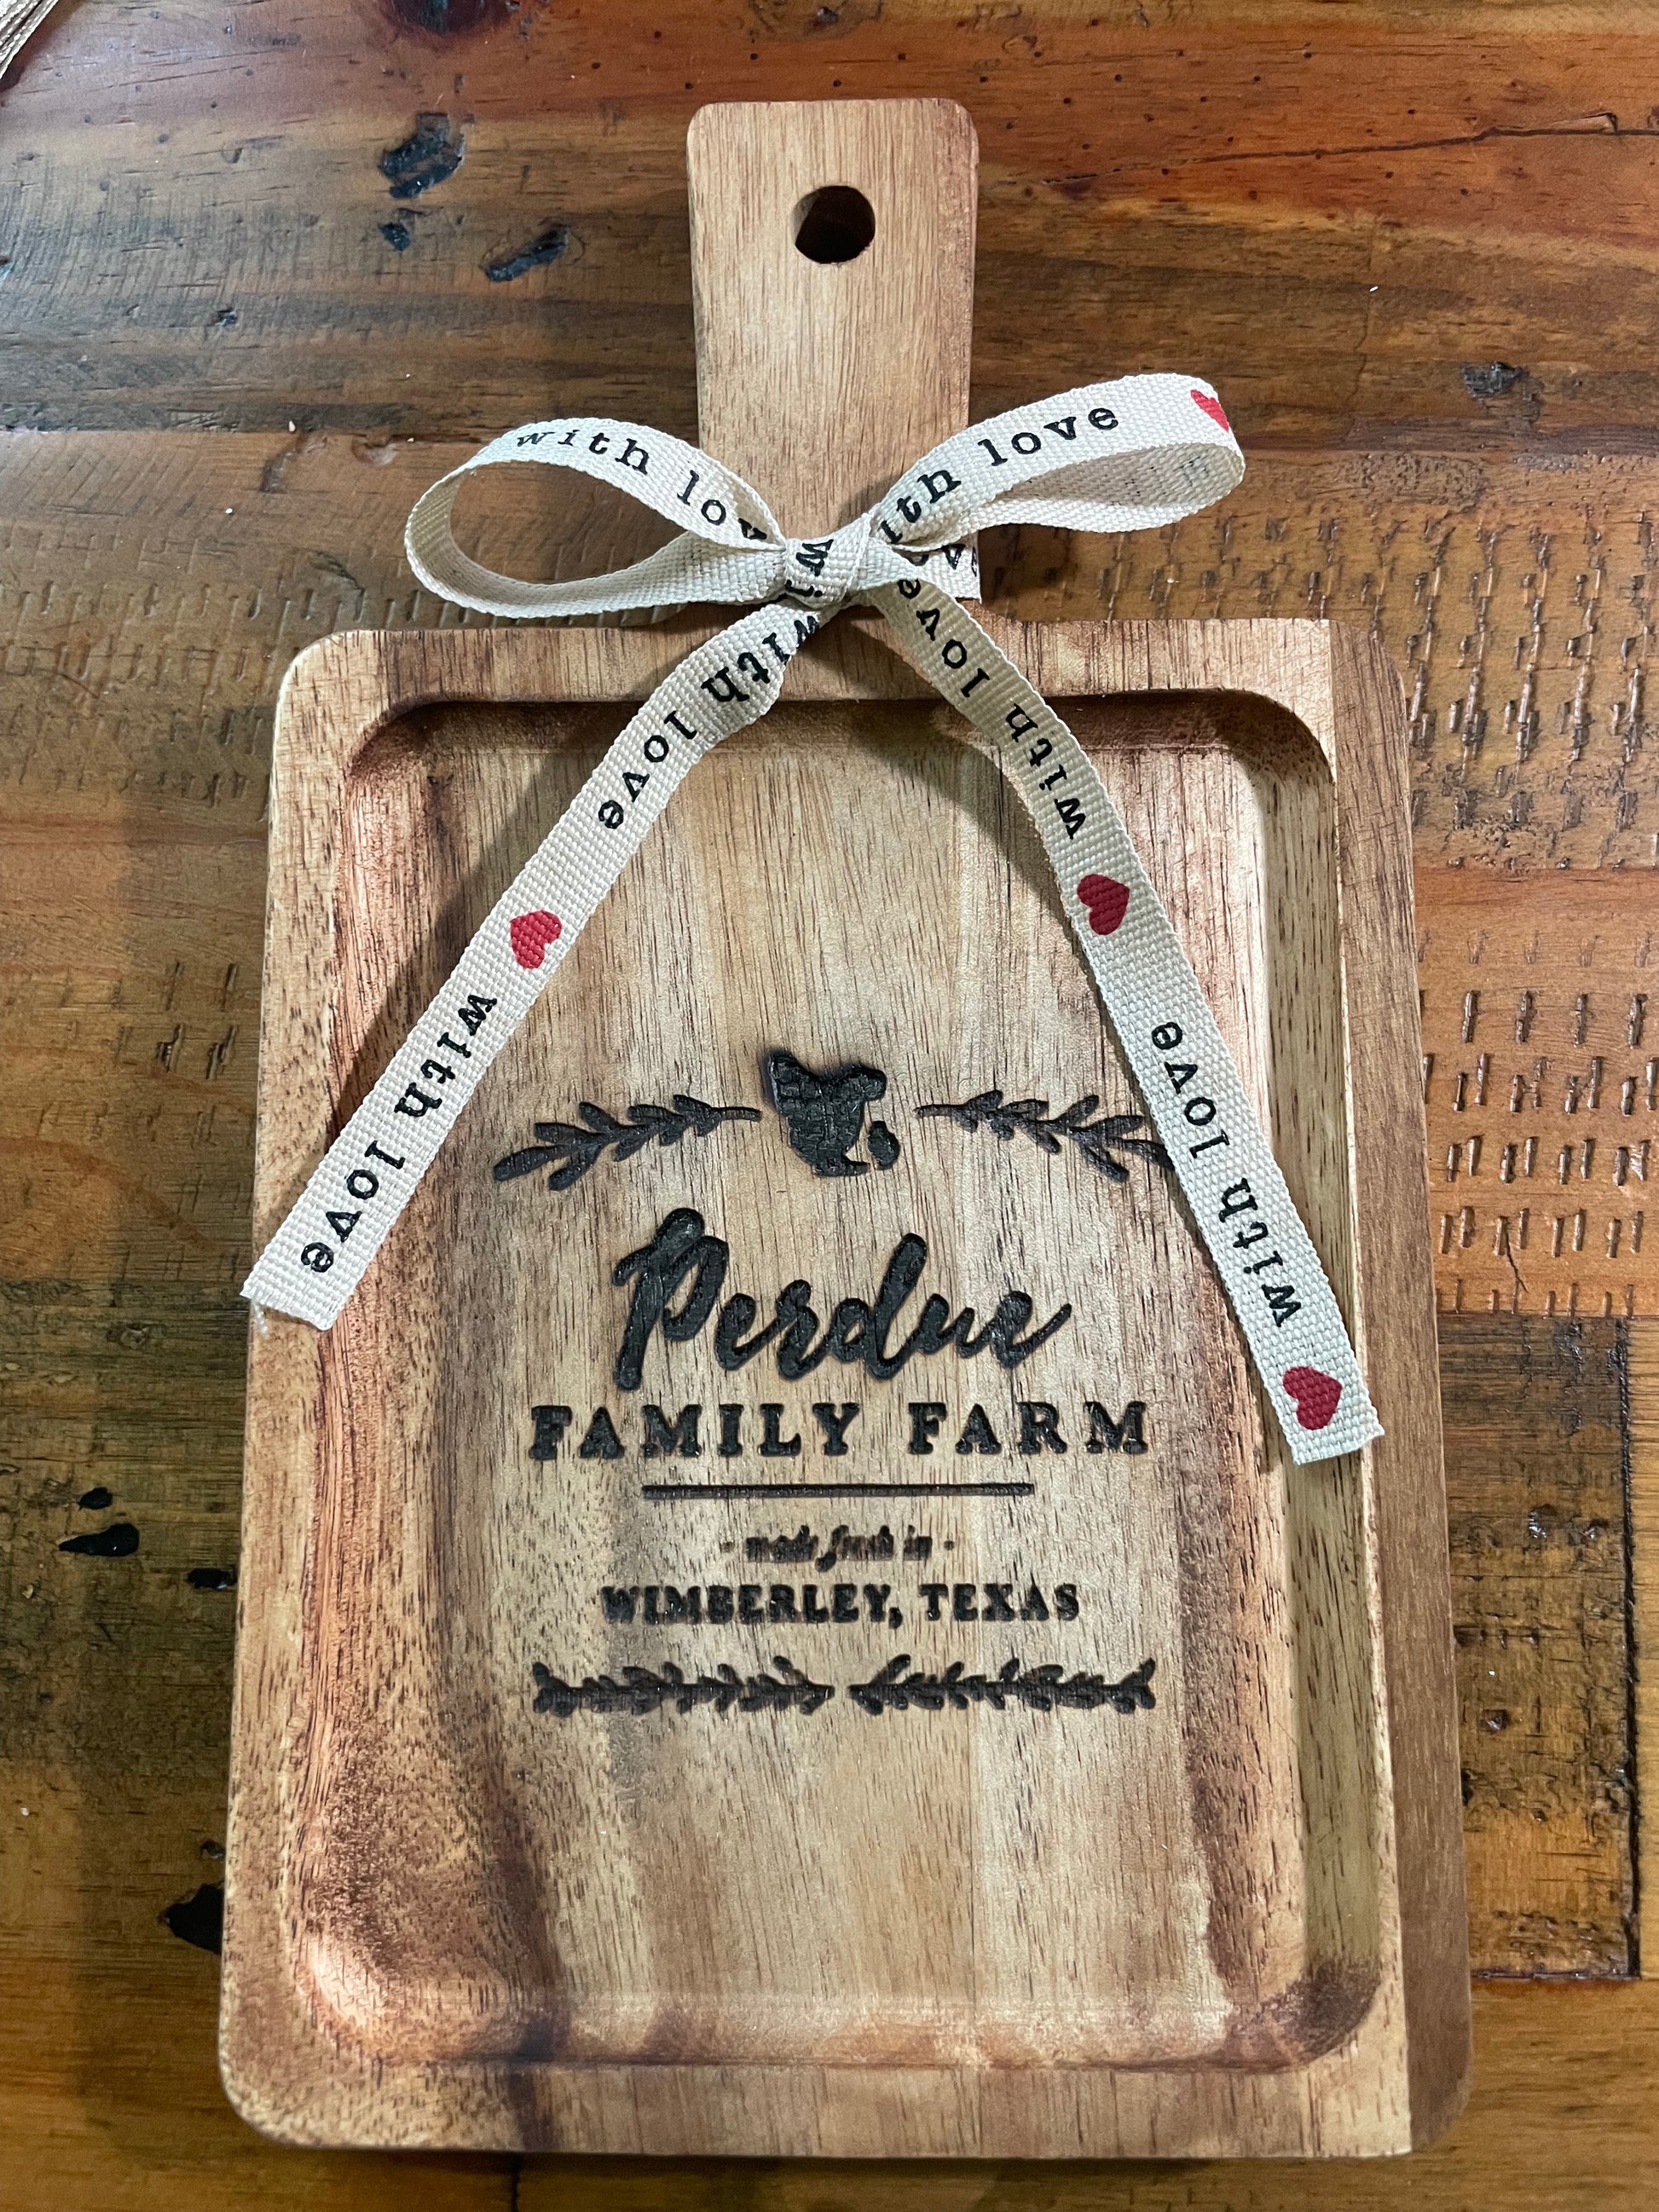 with love
with love
with love
with love
with love
with love
Perdue
FAMILY FARM
- made fresh in -
WIMBERLEY, TEXAS